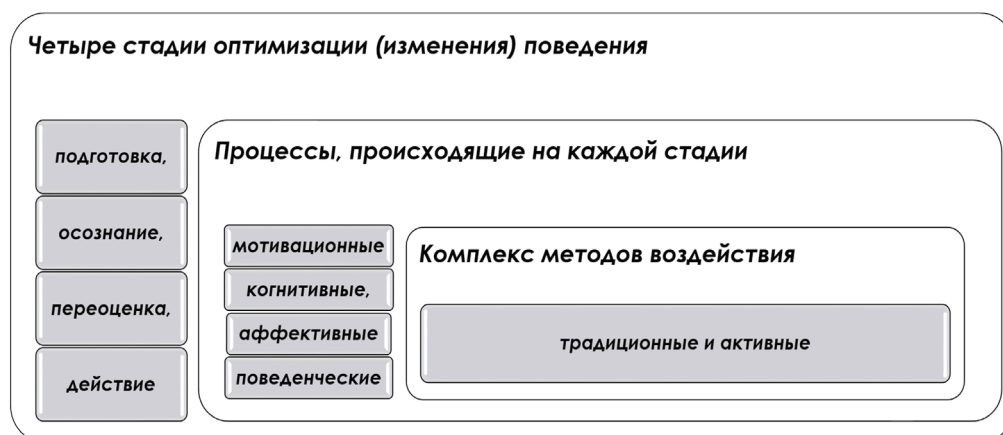 Четыре стадии оптимизации (изменения) поведения
подготовка,
осознание,
переоценка,
действие
Процессы, происходящие на каждой стадии
мотивационные
когнитивные,
аффективные
поведенческие
Комплекс методов воздействия
традиционные и активные